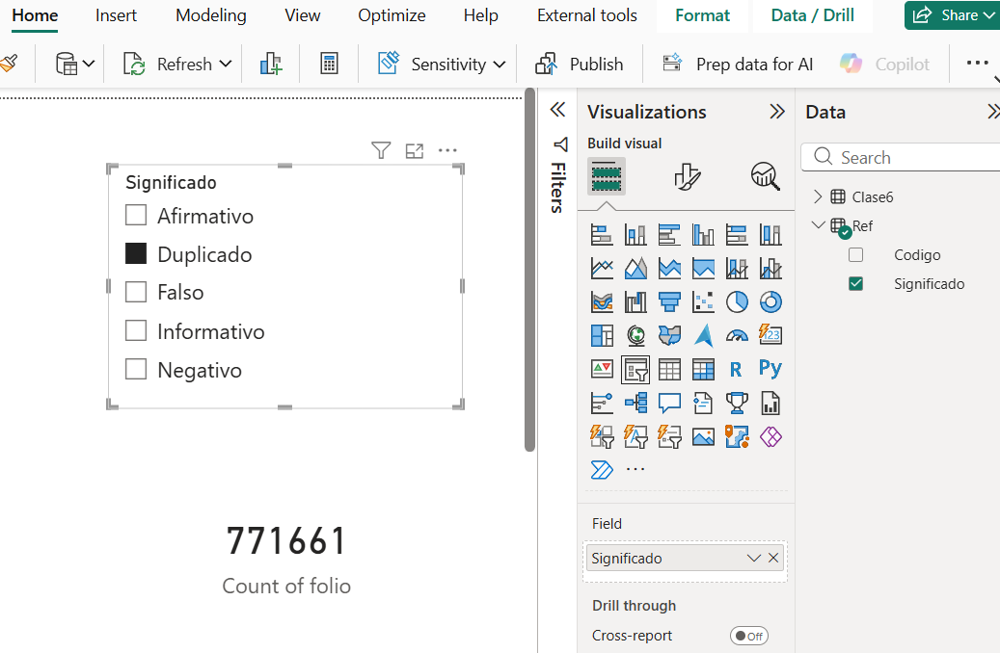 Home Insert Modeling View Optimize Help External tools Format Data / Drill Share
Refresh Sensitivity Publish Prep data for AI Copilot
Visualizations
Data
Build visual
Search
Filters
Significado
Afirmativo
Duplicado
Falso
Informativo
Negativo
771661
Count of folio
123
R Py
Field
Significado
Drill through
Cross-report Off
Clase6
Ref
Codigo
Significado